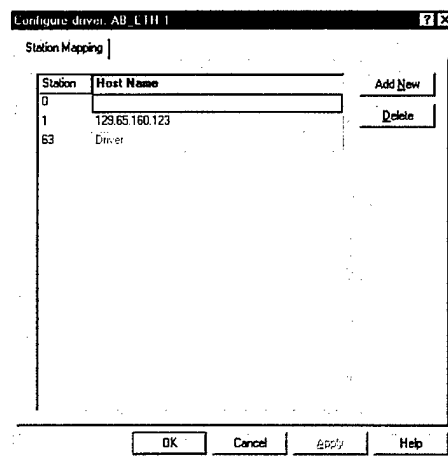 Configure driver: AB_ETH-1
Station Mapping
Station Host Name
Add New
0
Delete
1 129.65.160.123
63 Driver
OK Cancel Apply Help